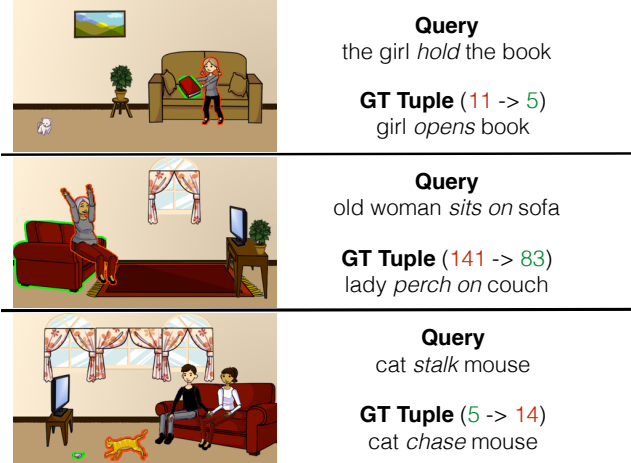 Query
the girl hold the book
GT Tuple (11 -> 5)
girl opens book
Query
old woman sits on sofa
GT Tuple (141 -> 83)
lady perch on couch
Query
cat stalk mouse
GT Tuple (5 -> 14)
cat chase mouse